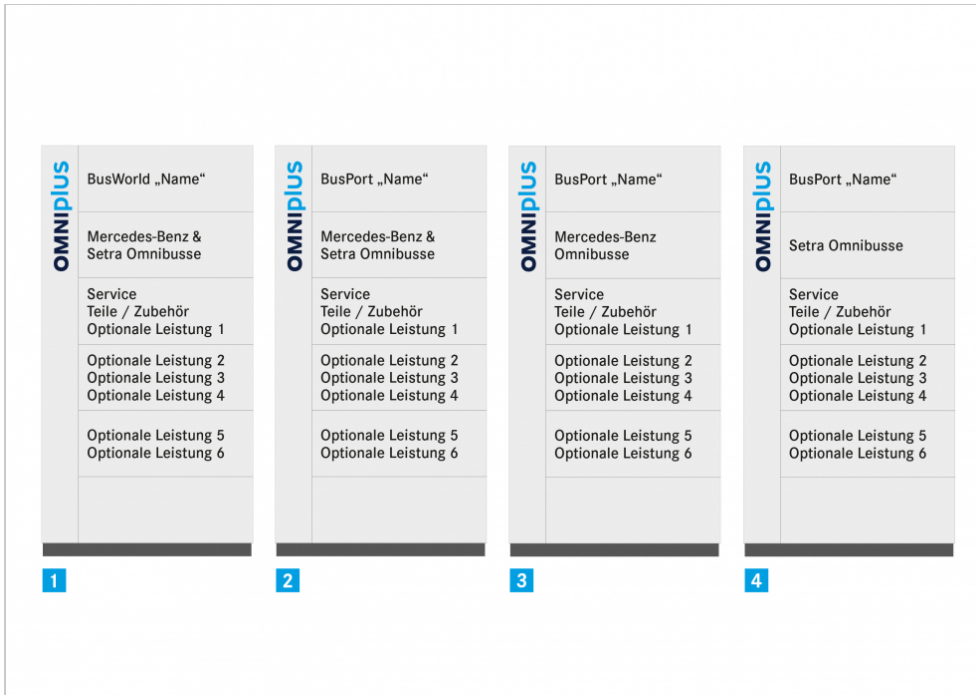 OMNIplus
BusWorld „Name“
Mercedes-Benz &
Setra Omnibusse
Service
Teile / Zubehör
Optionale Leistung 1
Optionale Leistung 2
Optionale Leistung 3
Optionale Leistung 4
Optionale Leistung 5
Optionale Leistung 6
1
OMNIplus
BusPort „Name“
Mercedes-Benz &
Setra Omnibusse
Service
Teile / Zubehör
Optionale Leistung 1
Optionale Leistung 2
Optionale Leistung 3
Optionale Leistung 4
Optionale Leistung 5
Optionale Leistung 6
2
OMNIplus
BusPort „Name“
Mercedes-Benz
Omnibusse
Service
Teile / Zubehör
Optionale Leistung 1
Optionale Leistung 2
Optionale Leistung 3
Optionale Leistung 4
Optionale Leistung 5
Optionale Leistung 6
3
OMNIplus
BusPort „Name“
Setra Omnibusse
Service
Teile / Zubehör
Optionale Leistung 1
Optionale Leistung 2
Optionale Leistung 3
Optionale Leistung 4
Optionale Leistung 5
Optionale Leistung 6
4